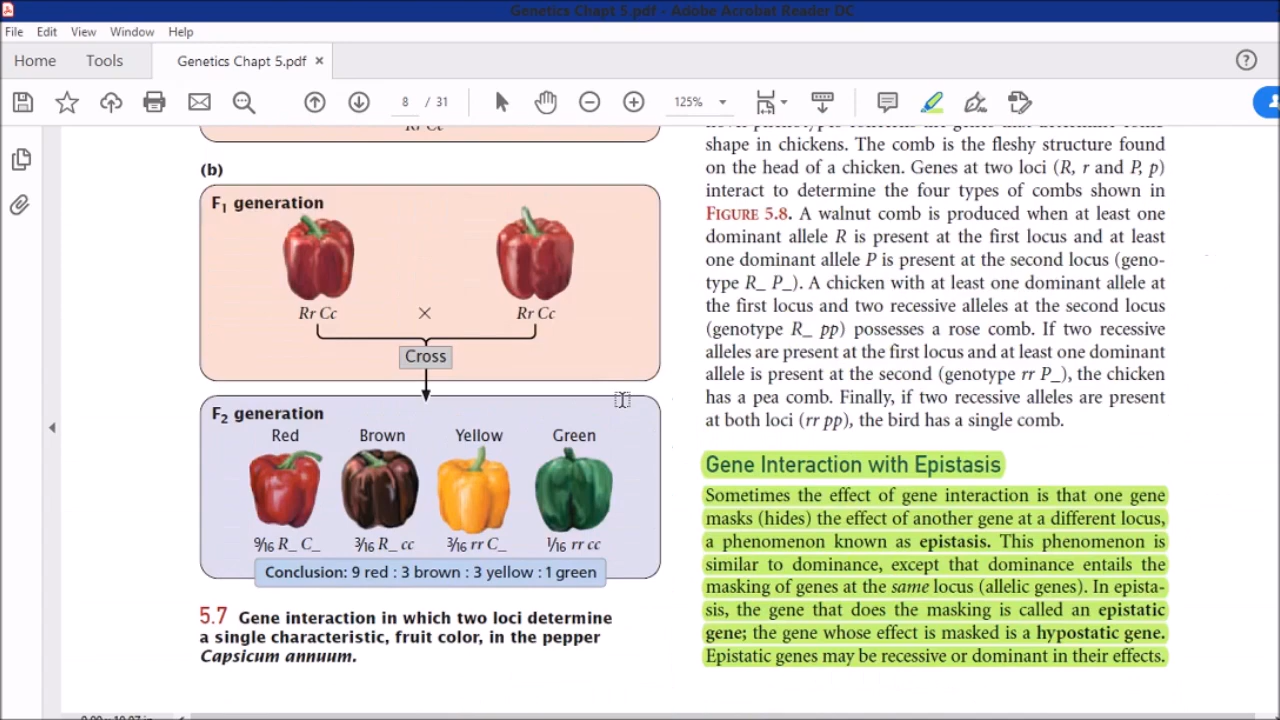 Genetics Chapt 5.pdf - Adobe Acrobat Reader DC
File Edit View Window Help
Home Tools Genetics Chapt 5.pdf ×
8 / 31 125%
Rr Cc
(b)
F1 generation
Rr Cc × Rr Cc
Cross
F2 generation
Red Brown Yellow Green
9/16 R_ C_ 3/16 R_ cc 3/16 rr C_ 1/16 rr cc
Conclusion: 9 red : 3 brown : 3 yellow : 1 green
5.7 Gene interaction in which two loci determine
a single characteristic, fruit color, in the pepper
Capsicum annuum.
shape in chickens. The comb is the fleshy structure found
on the head of a chicken. Genes at two loci (R, r and P, p)
interact to determine the four types of combs shown in
FIGURE 5.8. A walnut comb is produced when at least one
dominant allele R is present at the first locus and at least
one dominant allele P is present at the second locus (geno-
type R_ P_). A chicken with at least one dominant allele at
the first locus and two recessive alleles at the second locus
(genotype R_ pp) possesses a rose comb. If two recessive
alleles are present at the first locus and at least one dominant
allele is present at the second (genotype rr P_), the chicken
has a pea comb. Finally, if two recessive alleles are present
at both loci (rr pp), the bird has a single comb.
Gene Interaction with Epistasis
Sometimes the effect of gene interaction is that one gene
masks (hides) the effect of another gene at a different locus,
a phenomenon known as epistasis. This phenomenon is
similar to dominance, except that dominance entails the
masking of genes at the same locus (allelic genes). In epista-
sis, the gene that does the masking is called an epistatic
gene; the gene whose effect is masked is a hypostatic gene.
Epistatic genes may be recessive or dominant in their effects.